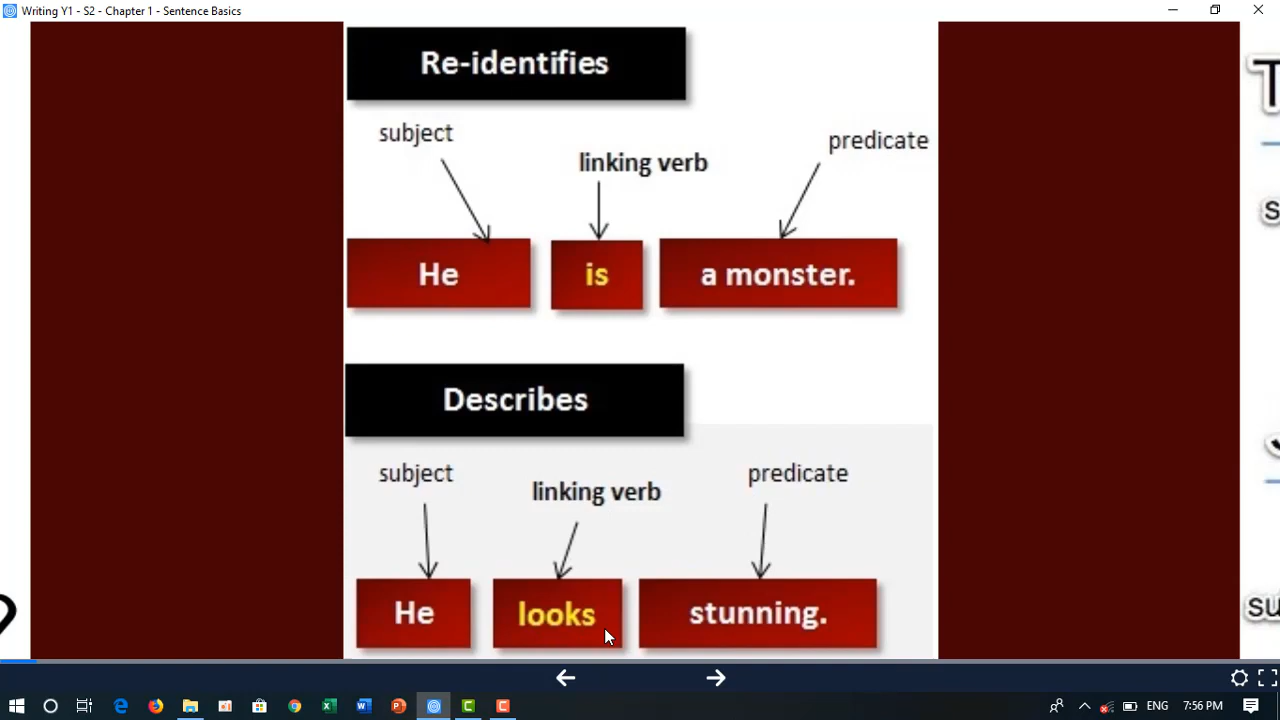 Writing Y1 - S2 - Chapter 1 - Sentence Basics
Re-identifies
subject
linking verb
predicate
He is a monster.
Describes
subject
linking verb
predicate
He looks stunning.
7:56 PM